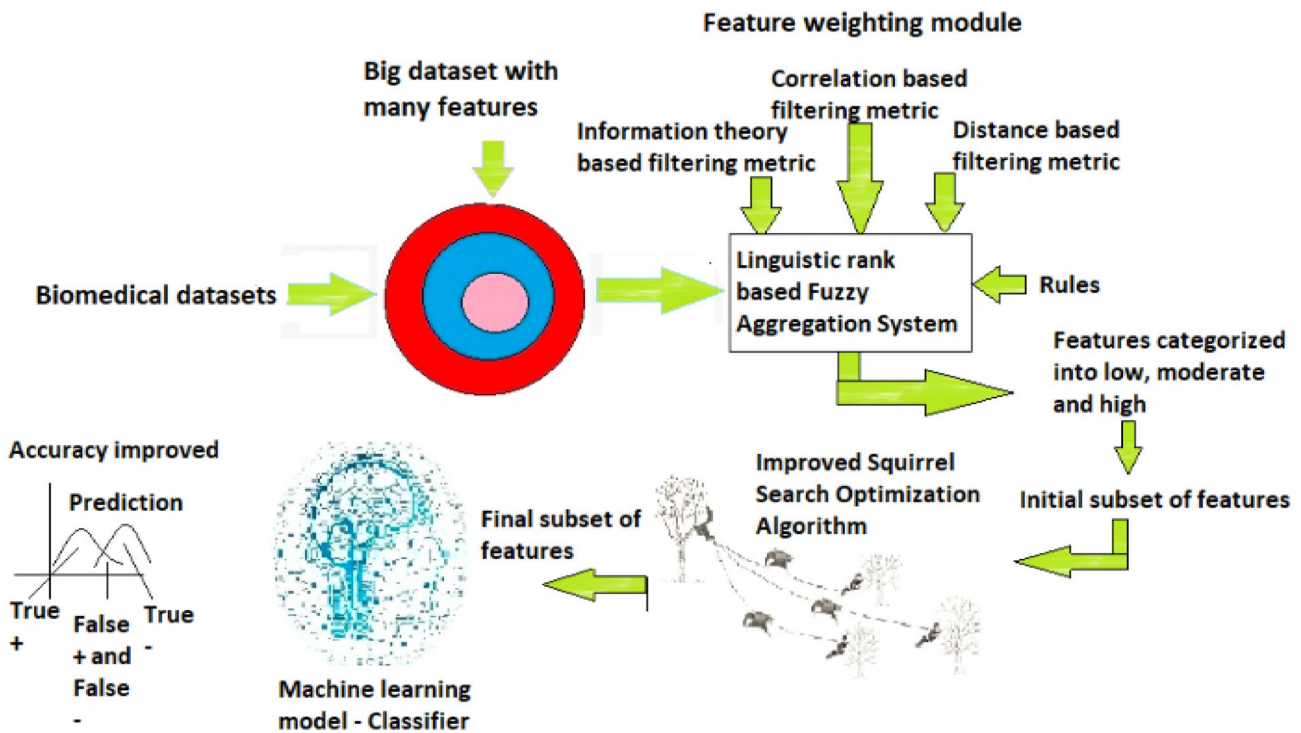 Feature weighting module
Big dataset with
many features
Correlation based
filtering metric
Information theory
based filtering metric
Distance based
filtering metric
Biomedical datasets
Linguistic rank
based Fuzzy
Aggregation System
Rules
Features categorized
into low, moderate
and high
Initial subset of features
Improved Squirrel
Search Optimization
Algorithm
Final subset of
features
Machine learning
model - Classifier
Accuracy improved
Prediction
True
+
False
+ and
False
-
True
-